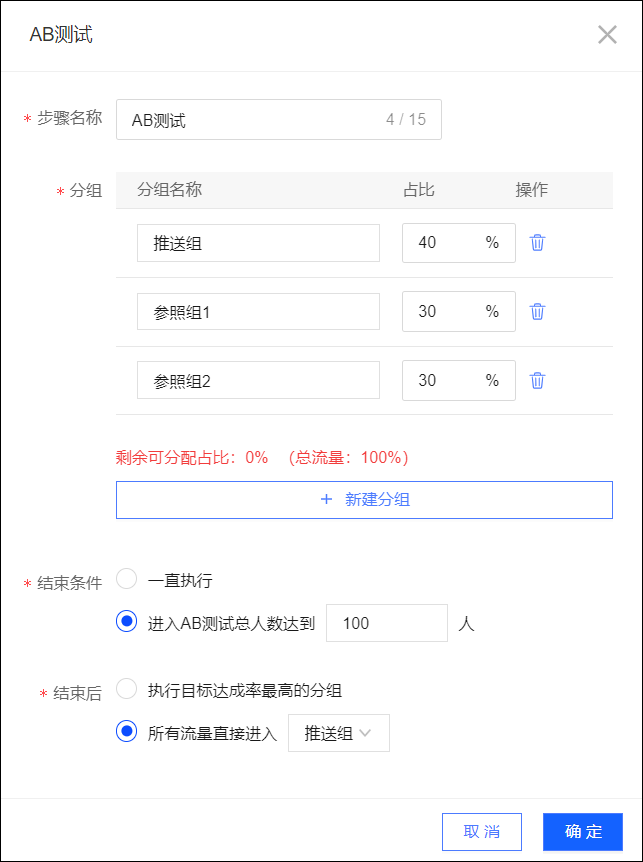 AB测试
* 步骤名称 AB测试 4 / 15
* 分组 分组名称 占比 操作
推送组 40 %
参照组1 30 %
参照组2 30 %
剩余可分配占比：0% （总流量：100%）
+ 新建分组
* 结束条件 一直执行
进入AB测试总人数达到 100 人
* 结束后 执行目标达成率最高的分组
所有流量直接进入 推送组
取 消 确 定